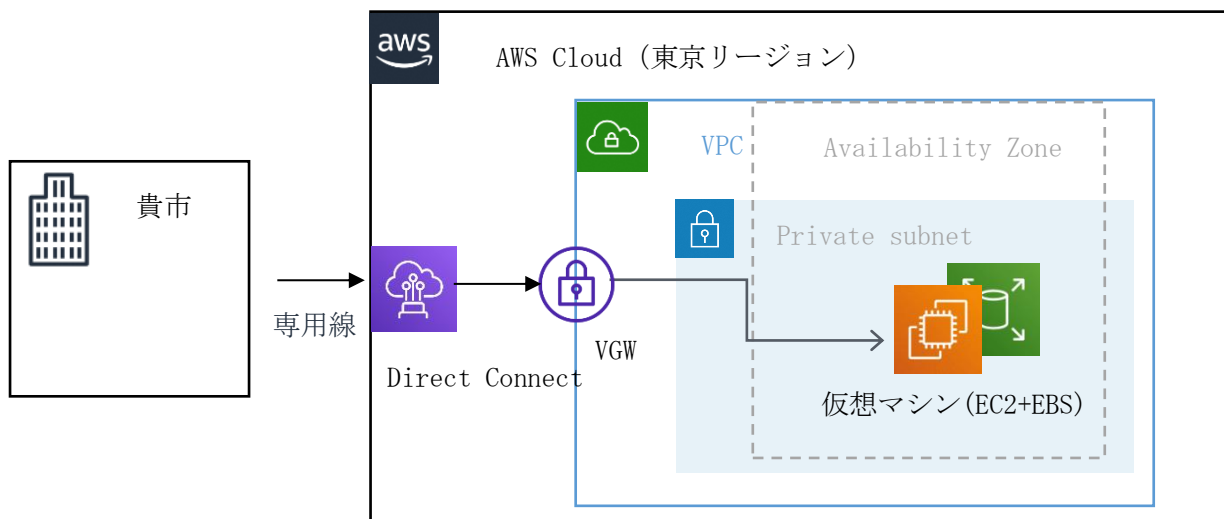 aws
AWS Cloud (東京リージョン)
VPC
Availability Zone
貴市
Private subnet
専用線
VGW
Direct Connect
仮想マシン(EC2+EBS)